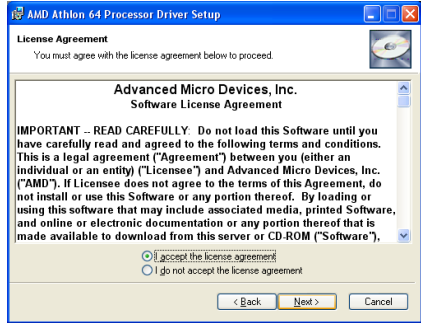 AMD Athlon 64 Processor Driver Setup
License Agreement
You must agree with the license agreement below to proceed.
Advanced Micro Devices, Inc.
Software License Agreement
IMPORTANT -- READ CAREFULLY: Do not load this Software until you
have carefully read and agreed to the following terms and conditions.
This is a legal agreement ("Agreement") between you (either an
individual or an entity) ("Licensee") and Advanced Micro Devices, Inc.
("AMD"). If Licensee does not agree to the terms of this Agreement, do
not install or use this Software or any portion thereof. By loading or
using this software that may include associated media, printed Software,
and online or electronic documentation or any portion thereof that is
made available to download from this server or CD-ROM ("Software"),
I accept the license agreement
I do not accept the license agreement
< Back Next > Cancel